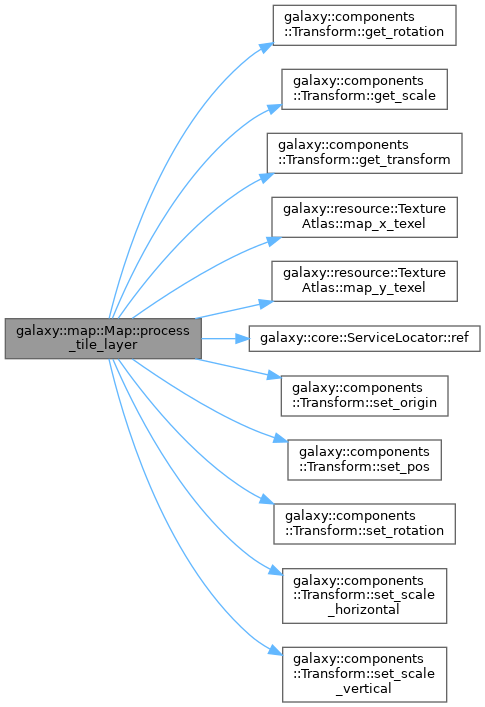 galaxy::components
::Transform::get_rotation
galaxy::components
::Transform::get_scale
galaxy::components
::Transform::get_transform
galaxy::resource::Texture
Atlas::map_x_texel
galaxy::resource::Texture
Atlas::map_y_texel
galaxy::map::Map::process
_tile_layer
galaxy::core::ServiceLocator::ref
galaxy::components
::Transform::set_origin
galaxy::components
::Transform::set_pos
galaxy::components
::Transform::set_rotation
galaxy::components
::Transform::set_scale
_horizontal
galaxy::components
::Transform::set_scale
_vertical